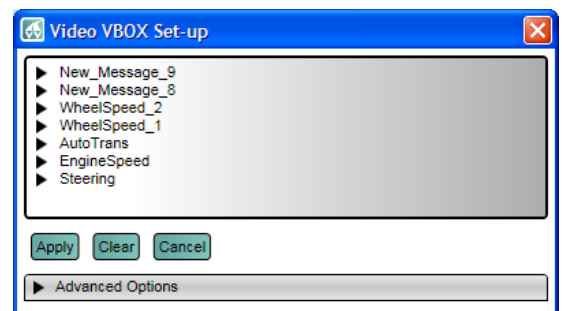 Video VBOX Set-up
New_Message_9
New_Message_8
WheelSpeed_2
WheelSpeed_1
AutoTrans
EngineSpeed
Steering
Apply Clear Cancel
Advanced Options